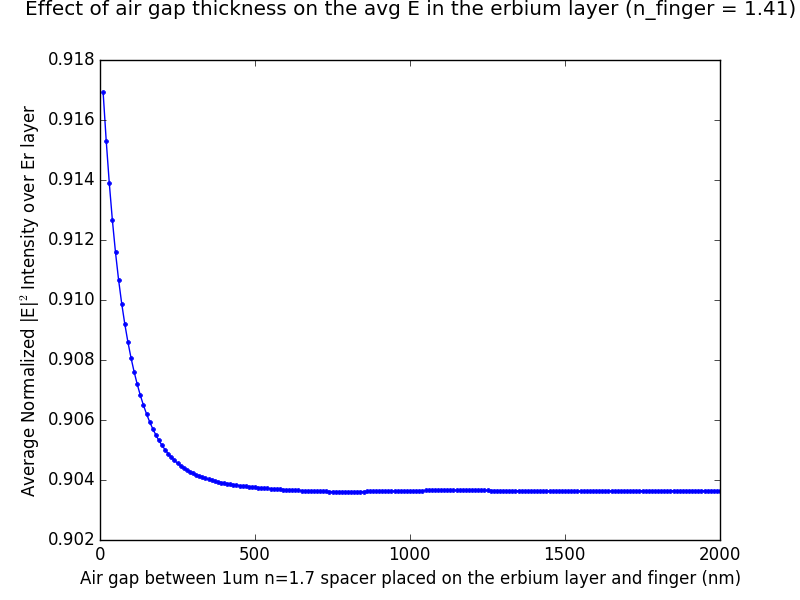 Effect of air gap thickness on the avg E in the erbium layer (n_finger = 1.41)
Average Normalized |E|² Intensity over Er layer
0.918
0.916
0.914
0.912
0.910
0.908
0.906
0.904
0.902
0 500 1000 1500 2000
Air gap between 1um n=1.7 spacer placed on the erbium layer and finger (nm)